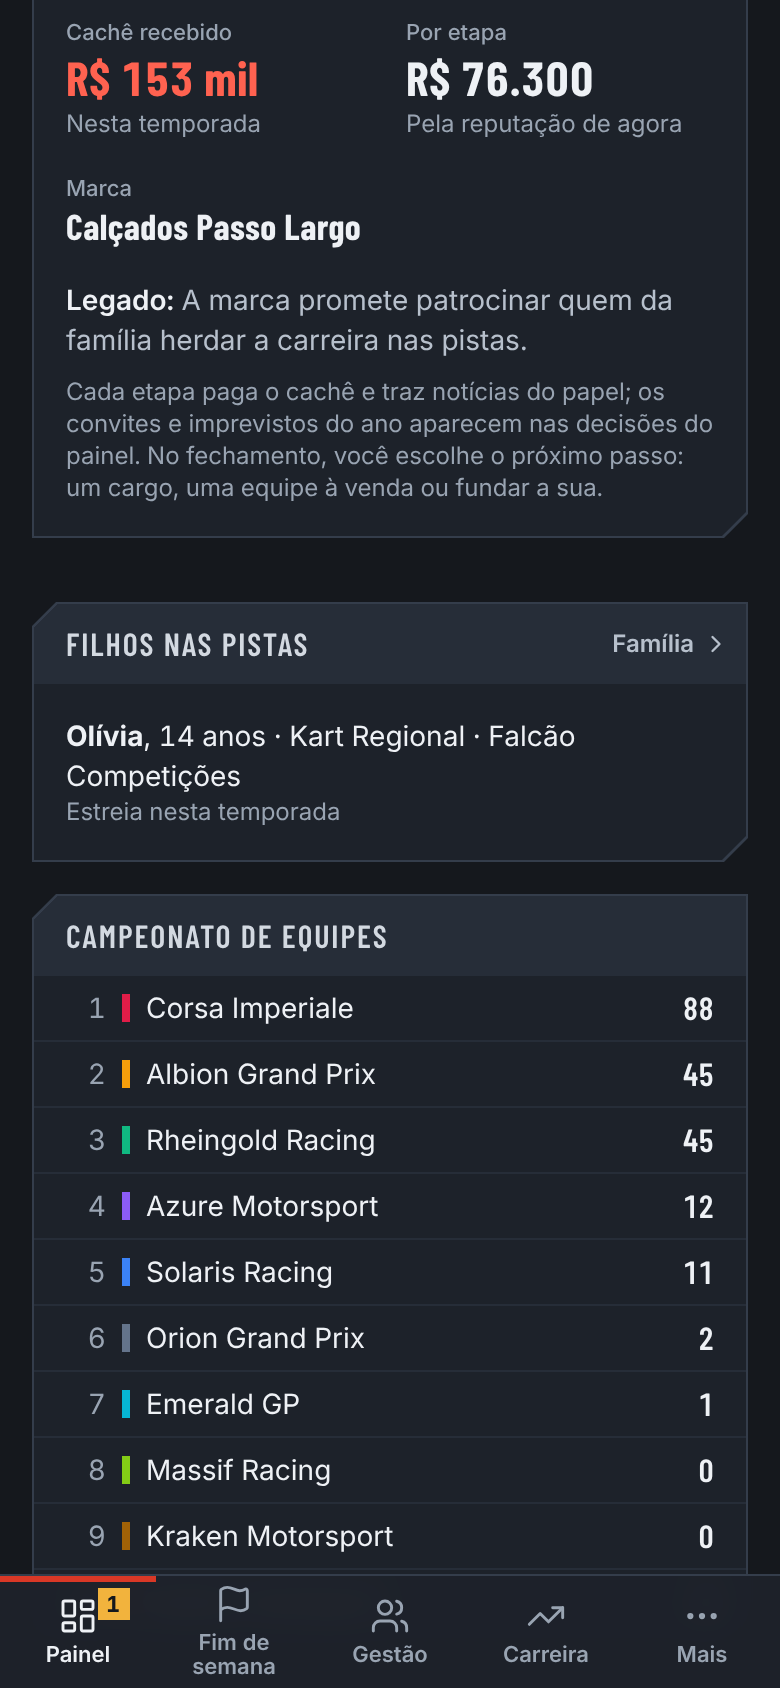 Cachê recebido
R$ 153 mil
Nesta temporada
Por etapa
R$ 76.300
Pela reputação de agora
Marca
Calçados Passo Largo
Legado: A marca promete patrocinar quem da
família herdar a carreira nas pistas.
Cada etapa paga o cachê e traz notícias do papel; os
convites e imprevistos do ano aparecem nas decisões do
painel. No fechamento, você escolhe o próximo passo:
um cargo, uma equipe à venda ou fundar a sua.
FILHOS NAS PISTAS
Família
Olívia, 14 anos · Kart Regional · Falcão
Competições
Estreia nesta temporada
CAMPEONATO DE EQUIPES
1 Corsa Imperiale 88
2 Albion Grand Prix 45
3 Rheingold Racing 45
4 Azure Motorsport 12
5 Solaris Racing 11
6 Orion Grand Prix 2
7 Emerald GP 1
8 Massif Racing 0
9 Kraken Motorsport 0
1
Painel
Fim de
semana
Gestão
Carreira
Mais